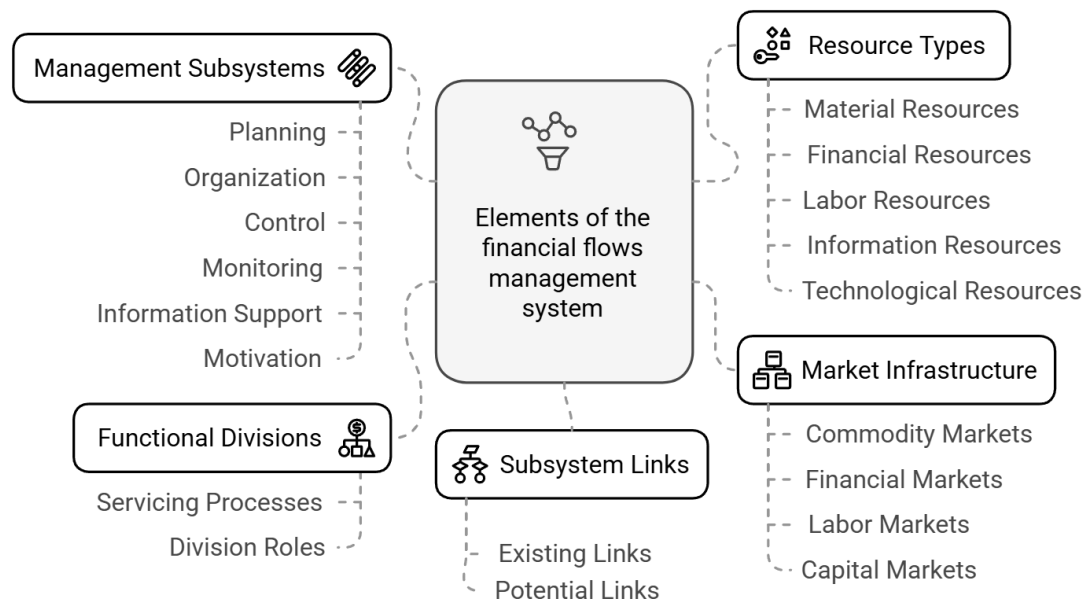 Management Subsystems
Planning
Organization
Control
Monitoring
Information Support
Motivation
Functional Divisions
Servicing Processes
Division Roles
Elements of the
financial flows
management
system
Subsystem Links
Existing Links
Potential Links
Resource Types
Material Resources
Financial Resources
Labor Resources
Information Resources
Technological Resources
Market Infrastructure
Commodity Markets
Financial Markets
Labor Markets
Capital Markets